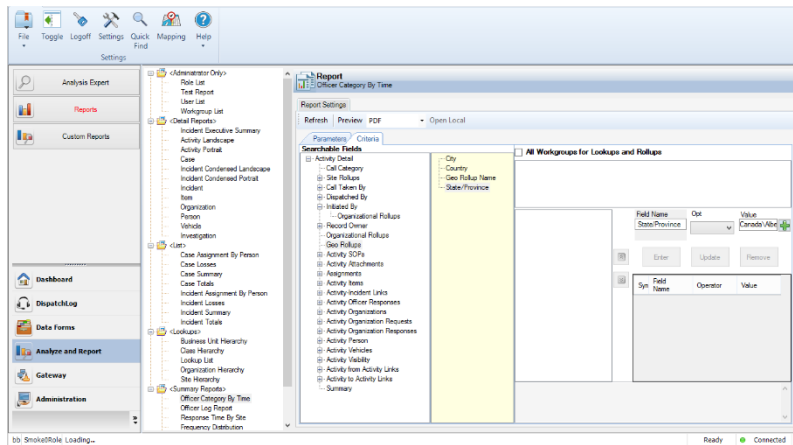 File
Toggle
Logoff
Settings
Quick Find
Mapping
Help
Settings
Analysis Expert
Reports
Custom Reports
Dashboard
DispatchLog
Data Forms
Analyze and Report
Gateway
Administration
<Administrator Only>
Role List
Test Report
User List
Workgroup List
<Detail Reports>
Incident Executive Summary
Activity Landscape
Activity Portrait
Case
Incident Condensed Landscape
Incident Condensed Portrait
Incident
Item
Organization
Person
Vehicle
Investigation
<List>
Case Assignment By Person
Case Losses
Case Summary
Case Totals
Incident Assignment By Person
Incident Losses
Incident Summary
Incident Totals
<Lookups>
Business Unit Hierarchy
Class Hierarchy
Lookup List
Organization Hierarchy
Site Hierarchy
<Summary Reports>
Officer Category By Time
Officer Log Report
Response Time By Site
Frequency Distribution
Report
Officer Category By Time
Report Settings
Refresh Preview PDF Open Local
Parameters Criteria
Searchable Fields
Activity Detail
Call Category
Site Rollups
Call Taken By
Dispatched By
Initiated By
Organizational Rollups
Record Owner
Organizational Rollups
Geo Rollups
Activity SOPs
Activity Attachments
Assignments
Activity Items
Activity-Incident Links
Activity Officer Responses
Activity Organizations
Activity Organization Requests
Activity Organization Responses
Activity Person
Activity Vehicles
Activity Visibility
Activity from Activity Links
Activity to Activity Links
Summary
City
Country
Geo Rollup Name
State/Province
All Workgroups for Lookups and Rollups
Field Name Opt Value
State/Province Canada\Albe
Enter Update Remove
Syn Field Name Operator Value
bb SmokeIRole Loading... Ready Connected